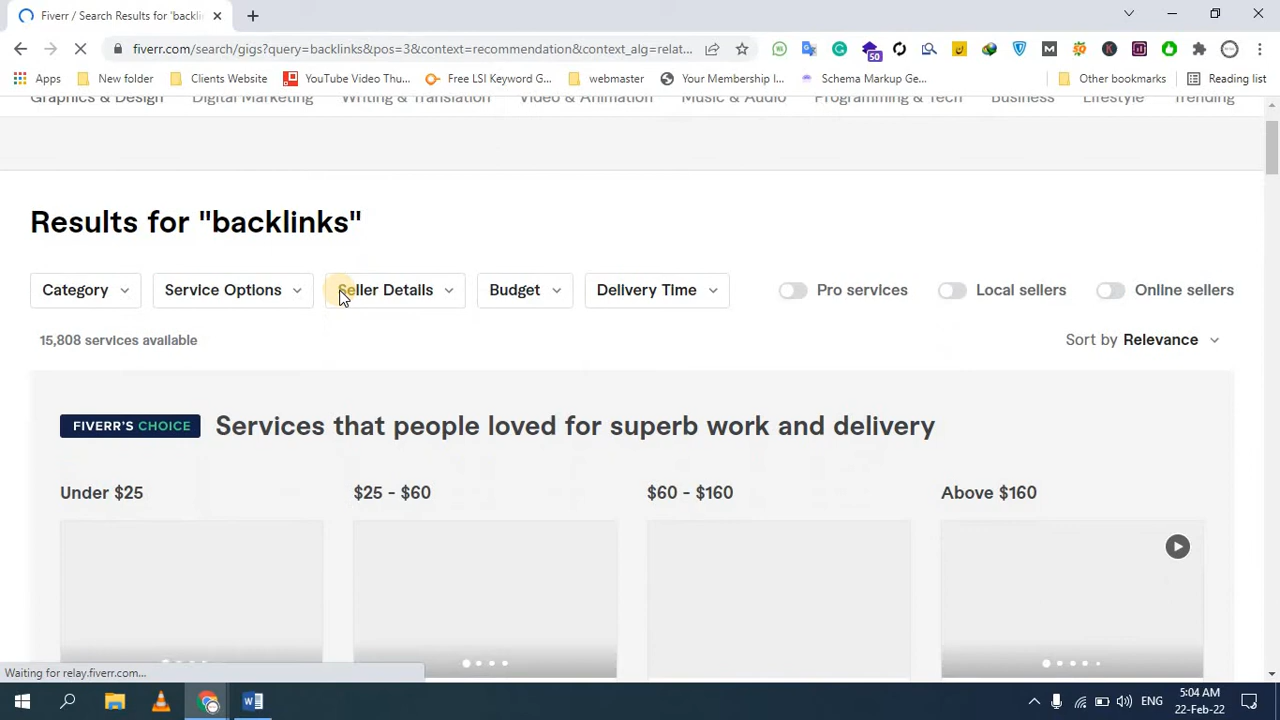 Fiverr / Search Results for 'backli
fiverr.com/search/gigs?query=backlinks&pos=3&context=recommendation&context_alg=relat...
50
Apps
New folder
Clients Website
YouTube Video Thu...
Free LSI Keyword G...
webmaster
Your Membership I...
Schema Markup Ge...
Other bookmarks
Reading list
Graphics & Design
Digital Marketing
Writing & Translation
Video & Animation
Music & Audio
Programming & Tech
Business
Lifestyle
Trending
Results for "backlinks"
Category
Service Options
Seller Details
Budget
Delivery Time
Pro services
Local sellers
Online sellers
15,808 services available
Sort by Relevance
FIVERR'S CHOICE
Services that people loved for superb work and delivery
Under $25
$25 - $60
$60 - $160
Above $160
Waiting for relay.fiverr.com...
ENG
5:04 AM
22-Feb-22